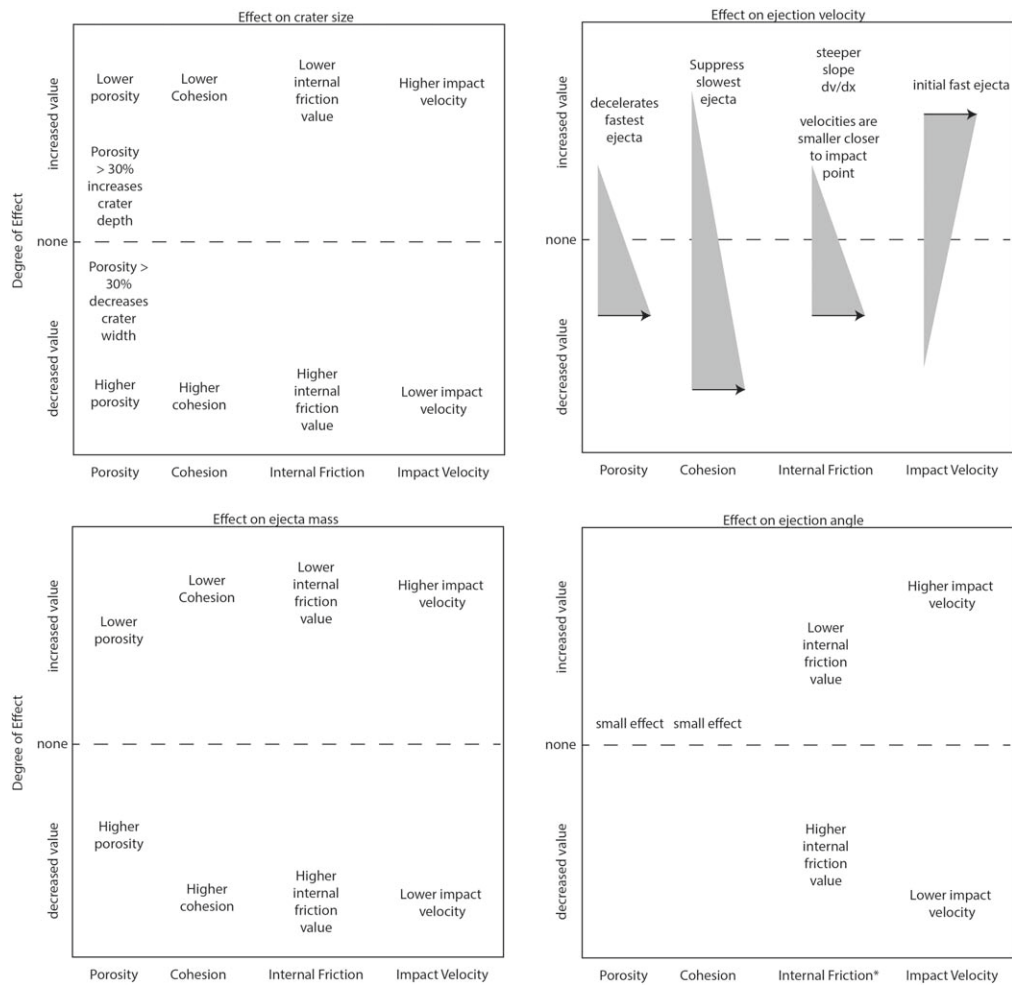 Effect on crater size
Degree of Effect
increased value
none
decreased value
Lower
porosity
Lower
Cohesion
Lower
internal
friction
value
Higher impact
velocity
Porosity
> 30%
increases
crater
depth
Porosity >
30%
decreases
crater
width
Higher
porosity
Higher
cohesion
Higher
internal
friction
value
Lower impact
velocity
Porosity
Cohesion
Internal Friction
Impact Velocity
Effect on ejection velocity
increased value
none
decreased value
decelerates
fastest
ejecta
Suppress
slowest
ejecta
steeper
slope
dv/dx
velocities are
smaller closer
to impact
point
initial fast ejecta
Porosity
Cohesion
Internal Friction
Impact Velocity
Effect on ejecta mass
Degree of Effect
increased value
none
decreased value
Lower
porosity
Lower
Cohesion
Lower
internal
friction
value
Higher impact
velocity
Higher
porosity
Higher
cohesion
Higher
internal
friction
value
Lower impact
velocity
Porosity
Cohesion
Internal Friction
Impact Velocity
Effect on ejection angle
increased value
none
decreased value
small effect
small effect
Lower
internal
friction
value
Higher impact
velocity
Higher
internal
friction
value
Lower impact
velocity
Porosity
Cohesion
Internal Friction*
Impact Velocity